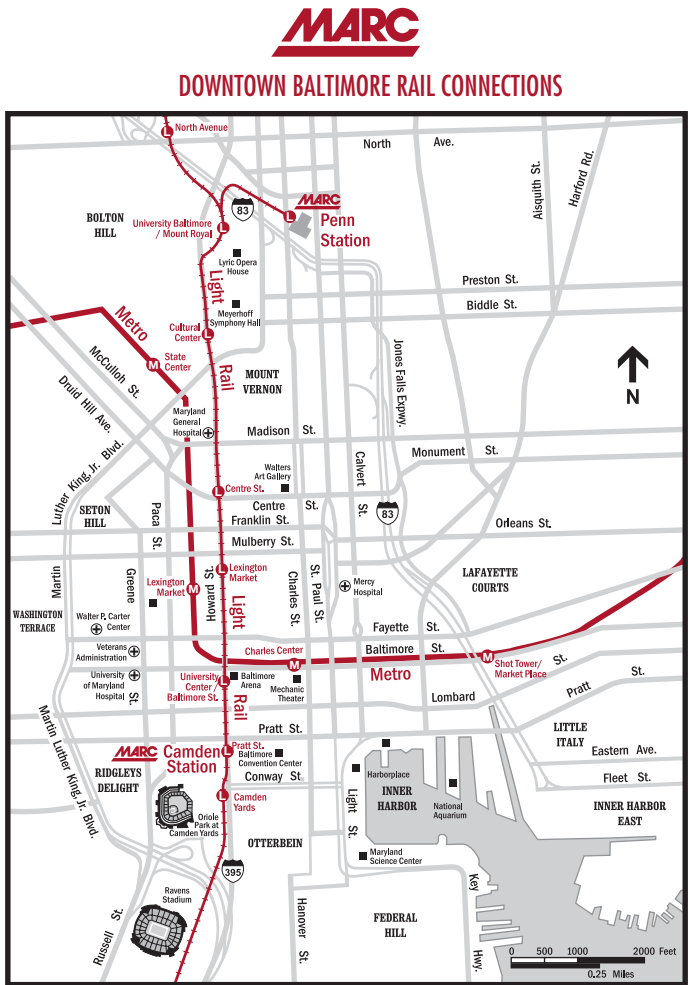 MARC
DOWNTOWN BALTIMORE RAIL CONNECTIONS
L North Avenue
North Ave.
Aisquith St.
Harford Rd.
BOLTON
HILL
83
MARC
L
Penn
Station
University Baltimore
/ Mount Royal
L
Lyric Opera
House
Light
Preston St.
Biddle St.
Meyerhoff
Symphony Hall
Metro
Cultural
Center
L
Jones Falls Expwy.
McCulloh St.
M
State
Center
Rail
MOUNT
VERNON
N
Druid Hill Ave.
Maryland
General
Hospital
Madison St.
Luther King, Jr. Blvd.
Monument St.
Walters
Art Gallery
Calvert St.
L Centre St.
Centre St.
SETON
HILL
Paca St.
Franklin St.
83
Orleans St.
Mulberry St.
Martin
Greene St.
Lexington
Market
M
Howard St.
L
Lexington
Market
Light
Charles St.
St. Paul St.
Mercy
Hospital
LAFAYETTE
COURTS
WASHINGTON
TERRACE
Walter P. Carter
Center
Fayette St.
Veterans
Administration
Charles Center
M
Baltimore St.
M
Shot Tower/
Market Place
St.
Metro
University
of Maryland
Hospital
University
Center /
Baltimore St.
L
Baltimore
Arena
Mechanic
Theater
Lombard
Pratt St.
Rail
Martin Luther King, Jr. Blvd.
Pratt St.
LITTLE
ITALY
MARC
Camden
Station
L
Pratt St.
Baltimore
Convention Center
Eastern Ave.
RIDGLEYS
DELIGHT
Conway St.
Harborplace
Fleet St.
L
Camden
Yards
Light St.
INNER
HARBOR
National
Aquarium
INNER HARBOR
EAST
Oriole
Park at
Camden Yards
OTTERBEIN
Maryland
Science Center
395
Ravens
Stadium
Key Hwy.
Hanover St.
FEDERAL
HILL
Russell St.
0 500 1000 2000 Feet
0.25 Miles